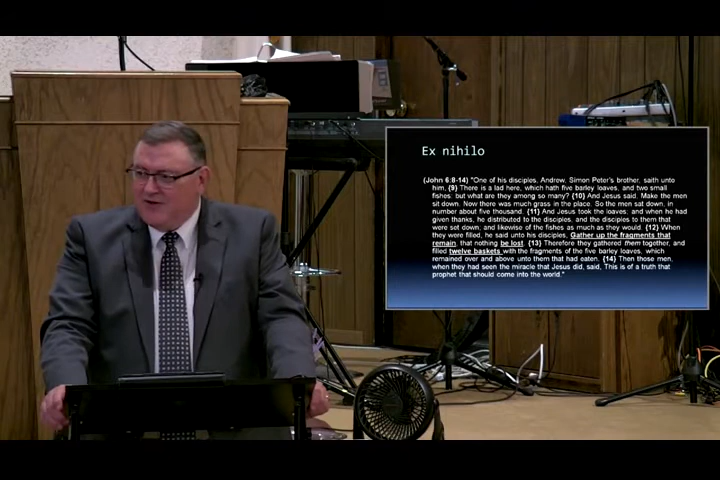 Ex nihilo
(John 6:8-14) "One of his disciples, Andrew, Simon Peter's brother, saith unto
him, {9} There is a lad here, which hath five barley loaves, and two small
fishes: but what are they among so many? {10} And Jesus said, Make the men
sit down. Now there was much grass in the place. So the men sat down, in
number about five thousand. {11} And Jesus took the loaves; and when he had
given thanks, he distributed to the disciples, and the disciples to them that
were set down; and likewise of the fishes as much as they would. {12} When
they were filled, he said unto his disciples, Gather up the fragments that
remain, that nothing be lost. {13} Therefore they gathered them together, and
filled twelve baskets with the fragments of the five barley loaves, which
remained over and above unto them that had eaten. {14} Then those men,
when they had seen the miracle that Jesus did, said, This is of a truth that
prophet that should come into the world."